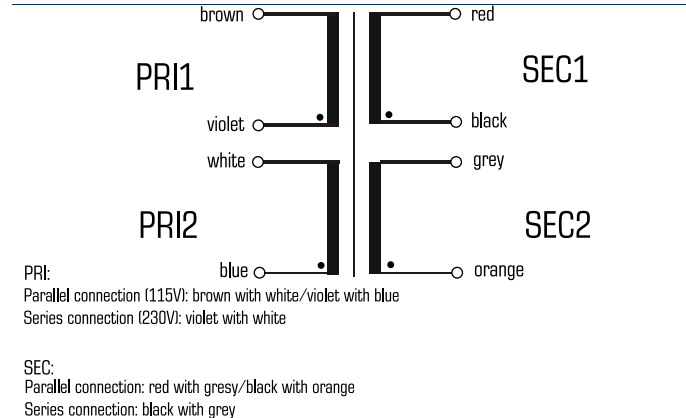 brown
red
PRI1
SEC1
violet
black
white
grey
PRI2
SEC2
blue
orange
PRI:
Parallel connection (115V): brown with white/violet with blue
Series connection (230V): violet with white
SEC:
Parallel connection: red with gresy/black with orange
Series connection: black with grey